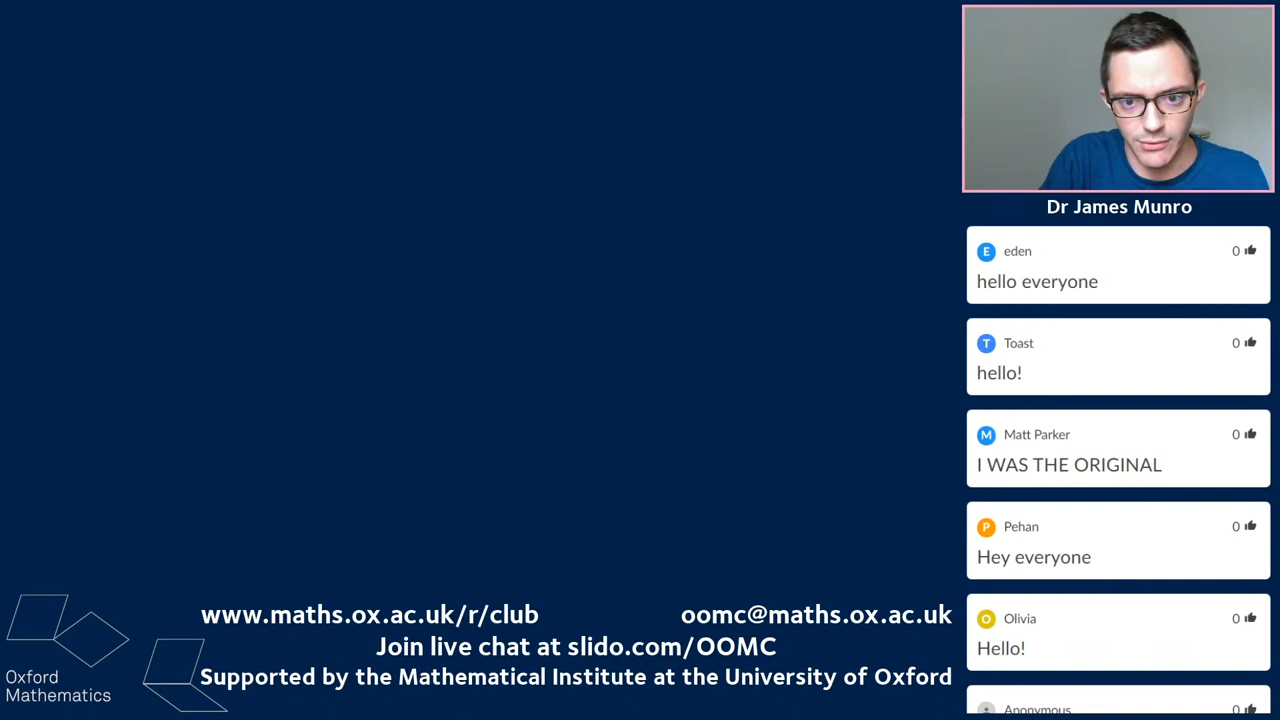 Dr James Munro
E eden 0
hello everyone
T Toast 0
hello!
M Matt Parker 0
I WAS THE ORIGINAL
P Pehan 0
Hey everyone
O Olivia 0
Hello!
Anonymous 0
www.maths.ox.ac.uk/r/club oomc@maths.ox.ac.uk
Join live chat at slido.com/OOMC
Supported by the Mathematical Institute at the University of Oxford
Oxford
Mathematics